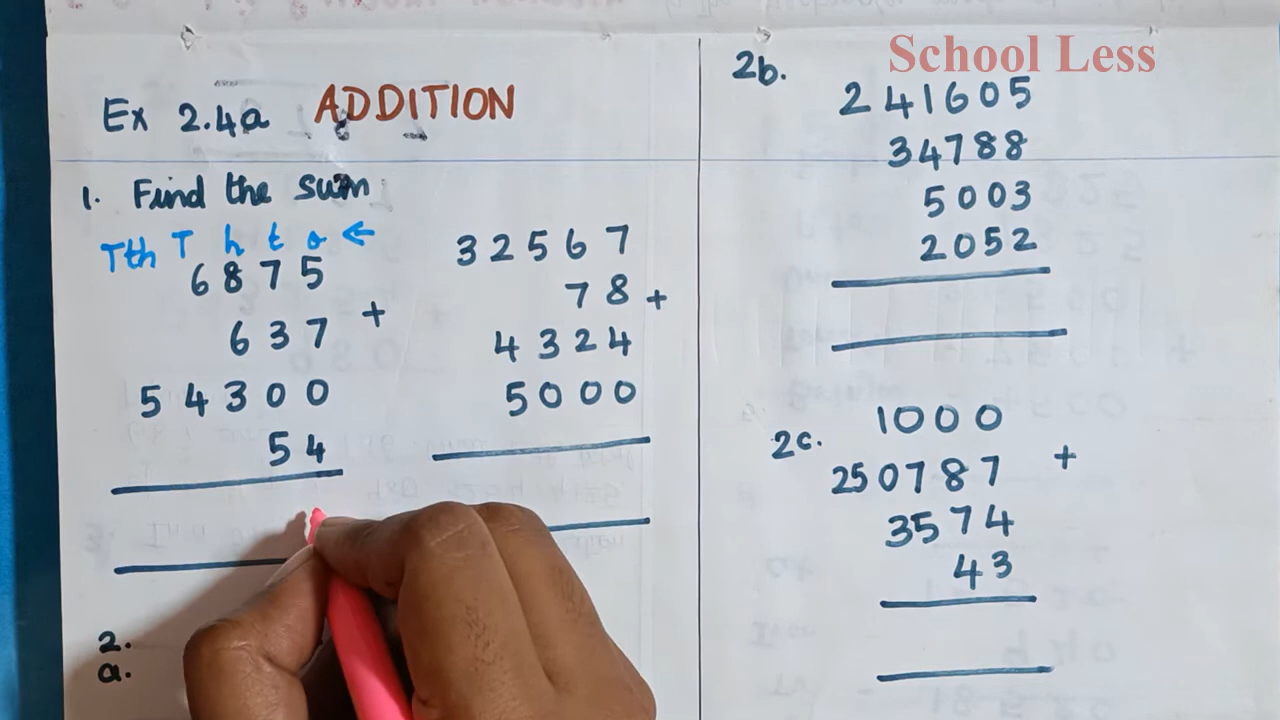 School Less
Ex 2.4a ADDITION
1. Find the sum
Tth T h t o ←
6875
637 +
54300
54
32567
78 +
4324
5000
2.
a.
2b.
241605
34788
5003
2052
2c.
1000
250787 +
3574
43